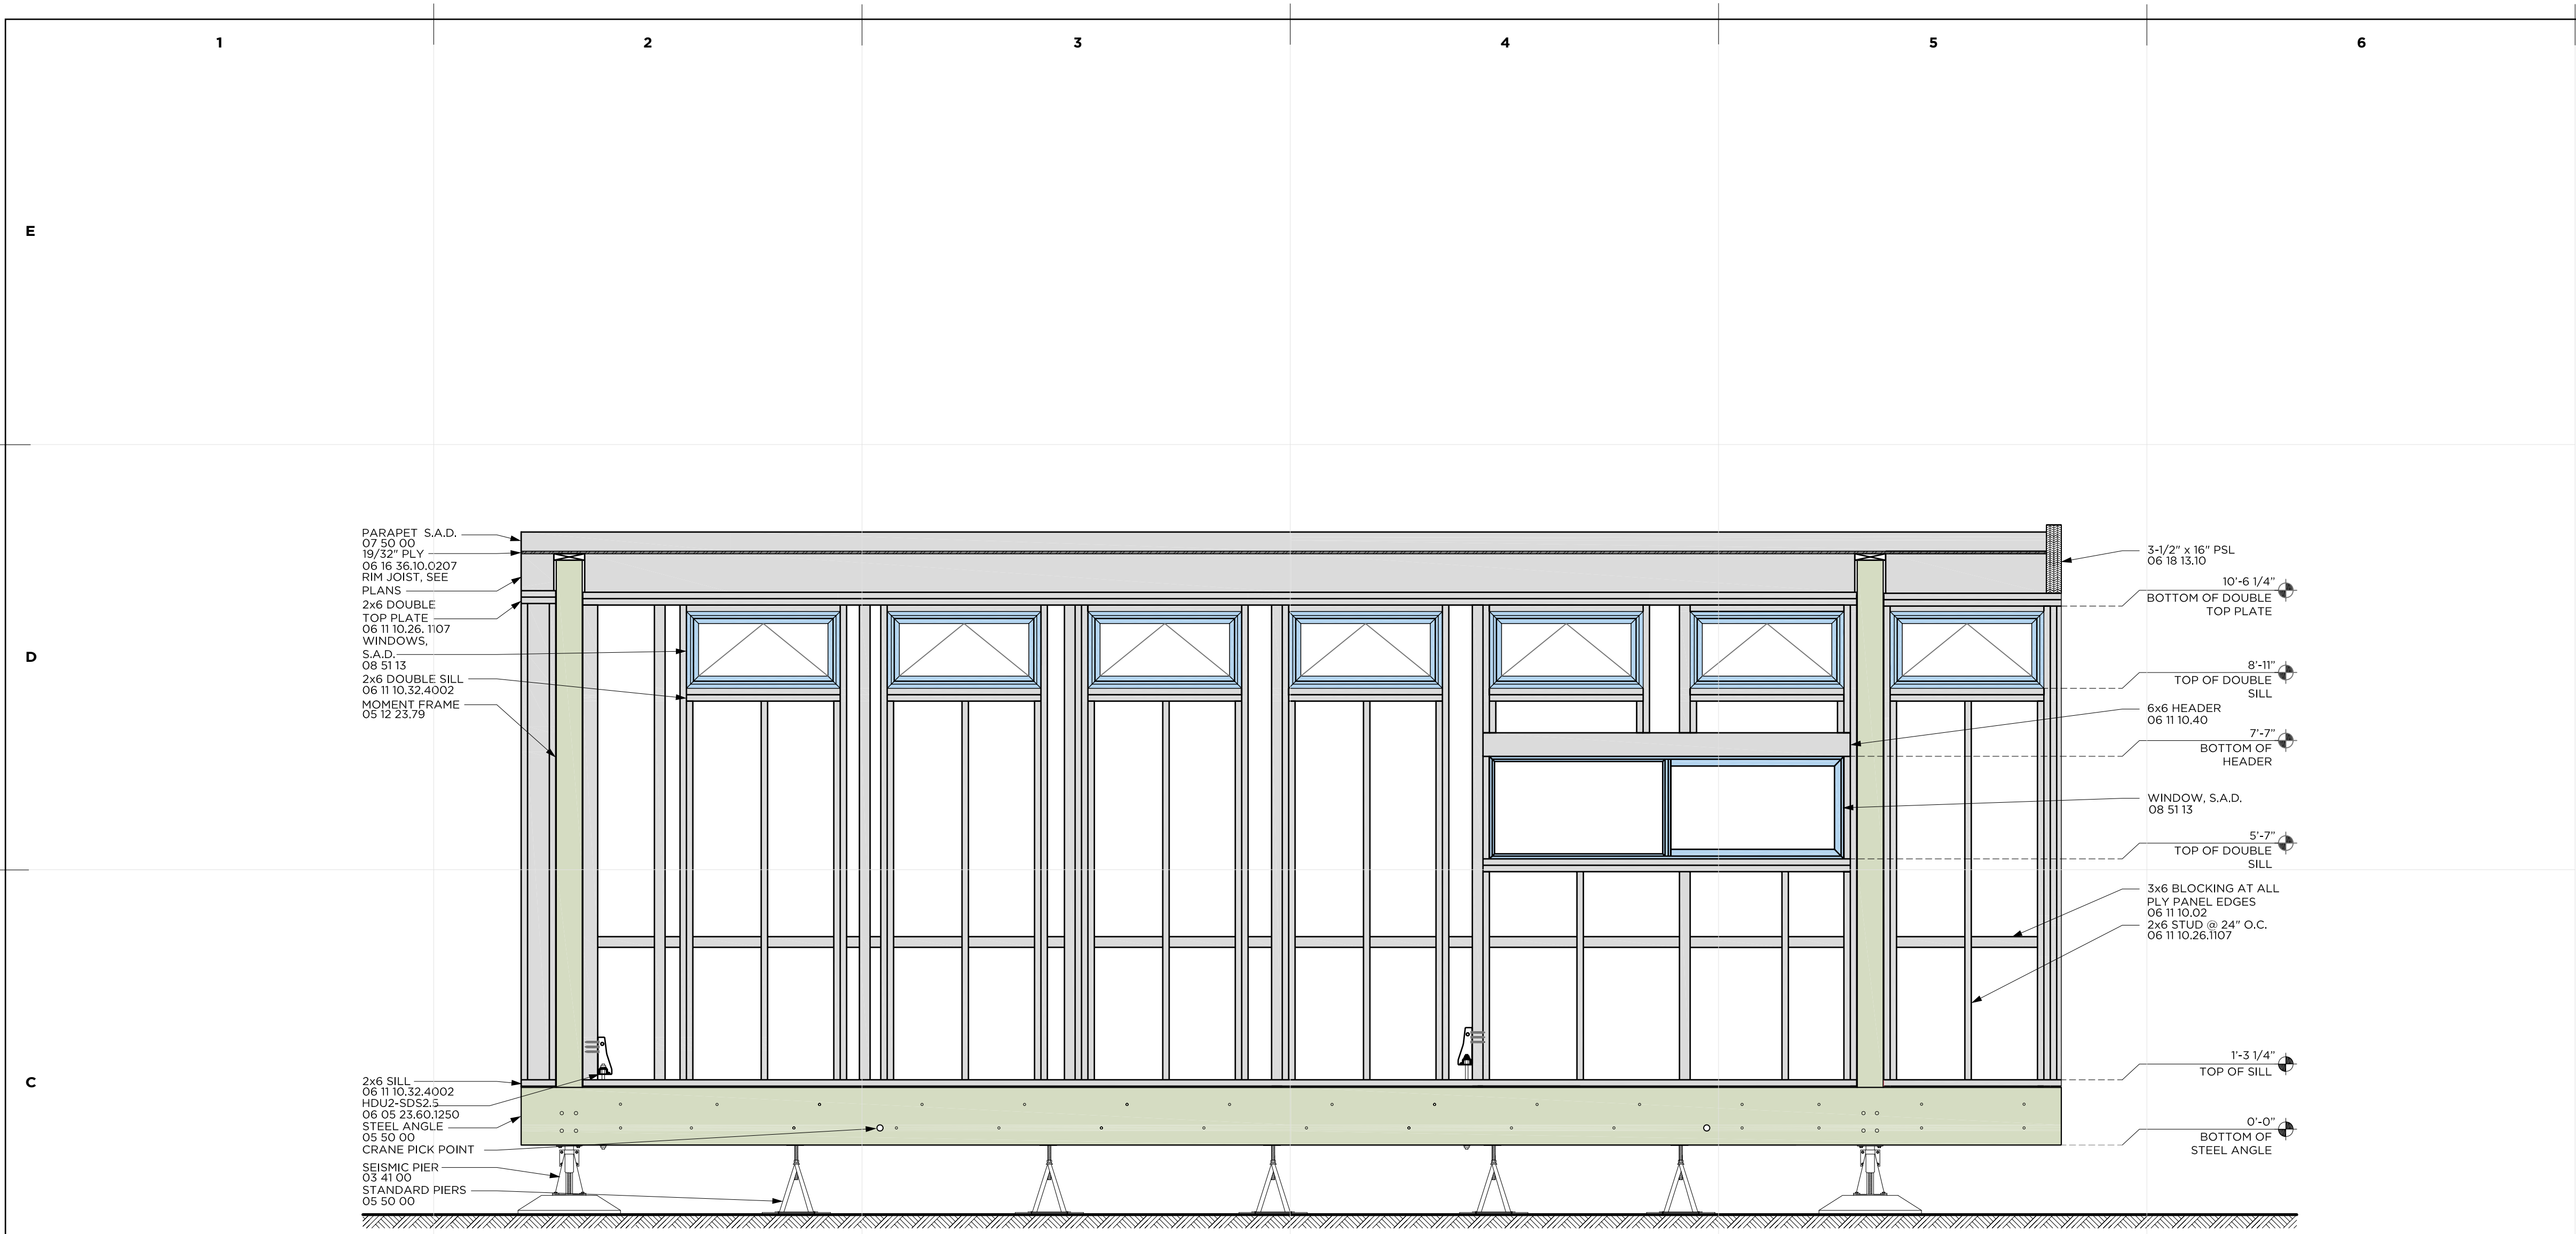 1
2
3
4
5
6
E
D
C
PARAPET S.A.D.
07 50 00
19/32" PLY
06 16 36.10.0207
RIM JOIST, SEE
PLANS
2x6 DOUBLE
TOP PLATE
06 11 10.26. 1107
WINDOWS,
S.A.D.
08 51 13
2x6 DOUBLE SILL
06 11 10.32.4002
MOMENT FRAME
05 12 23.79
2x6 SILL
06 11 10.32.4002
HDU2-SDS2.5
06 05 23.60.1250
STEEL ANGLE
05 50 00
CRANE PICK POINT
SEISMIC PIER
03 41 00
STANDARD PIERS
05 50 00
3-1/2" x 16" PSL
06 18 13.10
10'-6 1/4"
BOTTOM OF DOUBLE
TOP PLATE
8'-11"
TOP OF DOUBLE
SILL
6x6 HEADER
06 11 10.40
7'-7"
BOTTOM OF
HEADER
WINDOW, S.A.D.
08 51 13
5'-7"
TOP OF DOUBLE
SILL
3x6 BLOCKING AT ALL
PLY PANEL EDGES
06 11 10.02
2x6 STUD @ 24" O.C.
06 11 10.26.1107
1'-3 1/4"
TOP OF SILL
0'-0"
BOTTOM OF
STEEL ANGLE